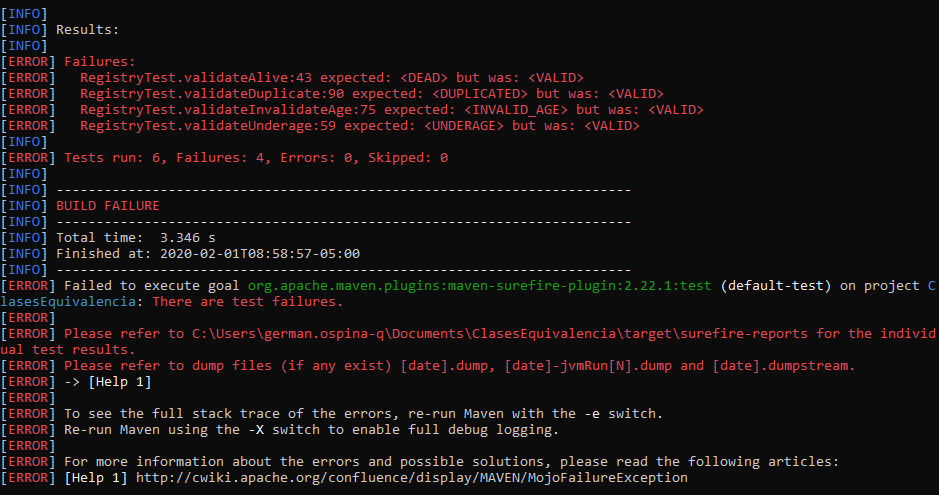 [INFO]
[INFO] Results:
[INFO]
[ERROR] Failures:
[ERROR]   RegistryTest.validateAlive:43 expected: <DEAD> but was: <VALID>
[ERROR]   RegistryTest.validateDuplicate:90 expected: <DUPLICATED> but was: <VALID>
[ERROR]   RegistryTest.validateInvalidateAge:75 expected: <INVALID_AGE> but was: <VALID>
[ERROR]   RegistryTest.validateUnderage:59 expected: <UNDERAGE> but was: <VALID>
[INFO]
[ERROR] Tests run: 6, Failures: 4, Errors: 0, Skipped: 0
[INFO]
[INFO] ------------------------------------------------------------------------
[INFO] BUILD FAILURE
[INFO] ------------------------------------------------------------------------
[INFO] Total time:  3.346 s
[INFO] Finished at: 2020-02-01T08:58:57-05:00
[INFO] ------------------------------------------------------------------------
[ERROR] Failed to execute goal org.apache.maven.plugins:maven-surefire-plugin:2.22.1:test (default-test) on project C
lasesEquivalencia: There are test failures.
[ERROR]
[ERROR] Please refer to C:\Users\german.ospina-q\Documents\ClasesEquivalencia\target\surefire-reports for the individ
ual test results.
[ERROR] Please refer to dump files (if any exist) [date].dump, [date]-jvmRun[N].dump and [date].dumpstream.
[ERROR] -> [Help 1]
[ERROR]
[ERROR] To see the full stack trace of the errors, re-run Maven with the -e switch.
[ERROR] Re-run Maven using the -X switch to enable full debug logging.
[ERROR]
[ERROR] For more information about the errors and possible solutions, please read the following articles:
[ERROR] [Help 1] http://cwiki.apache.org/confluence/display/MAVEN/MojoFailureException